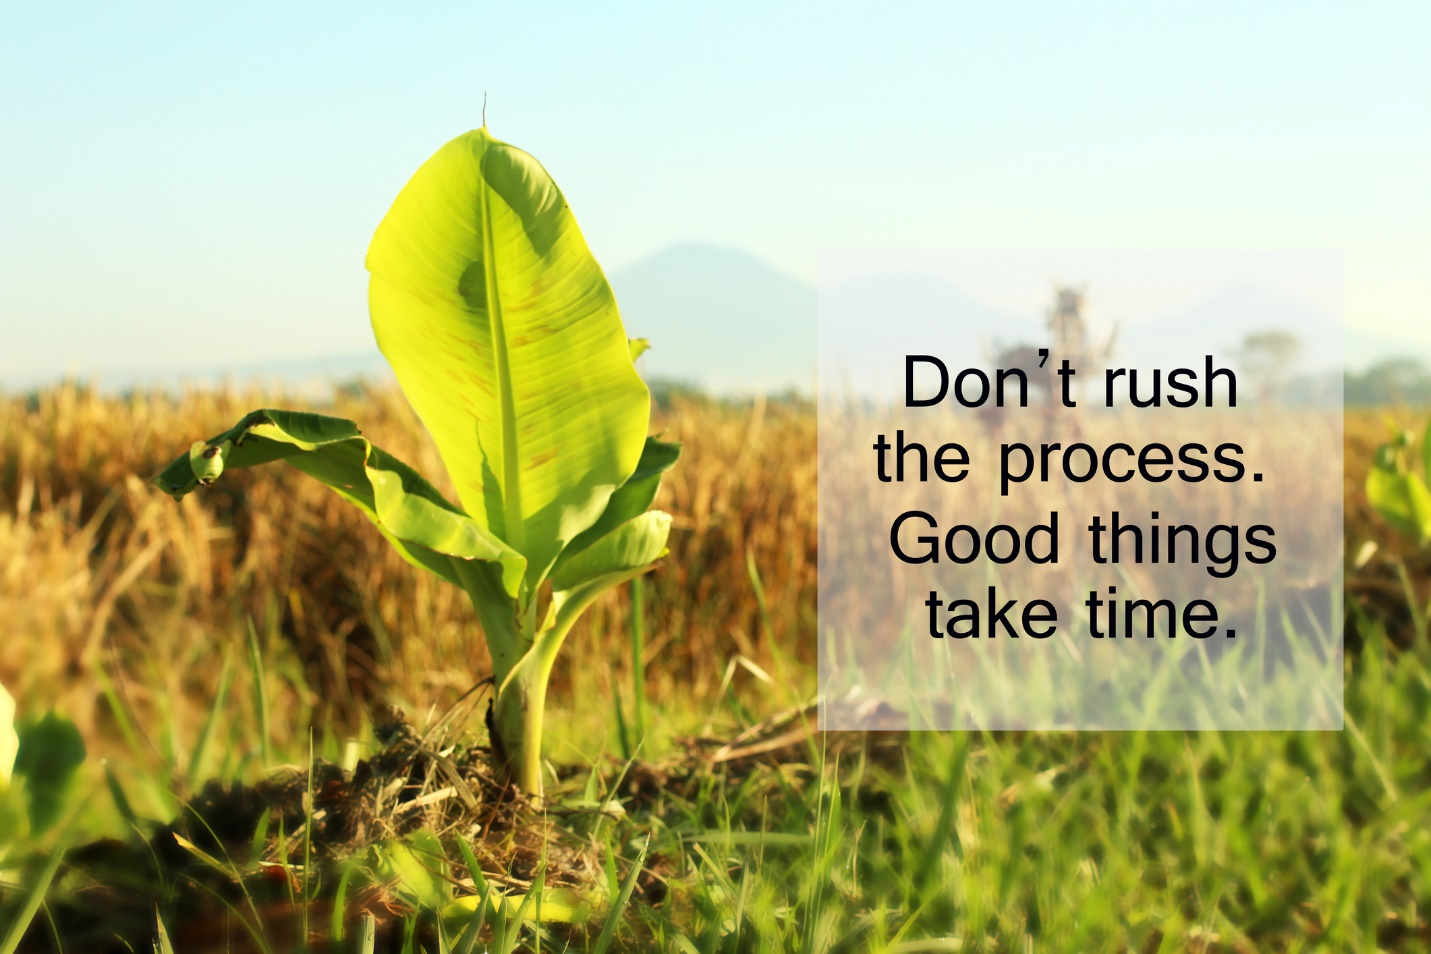 Don’t rush
the process.
Good things
take time.